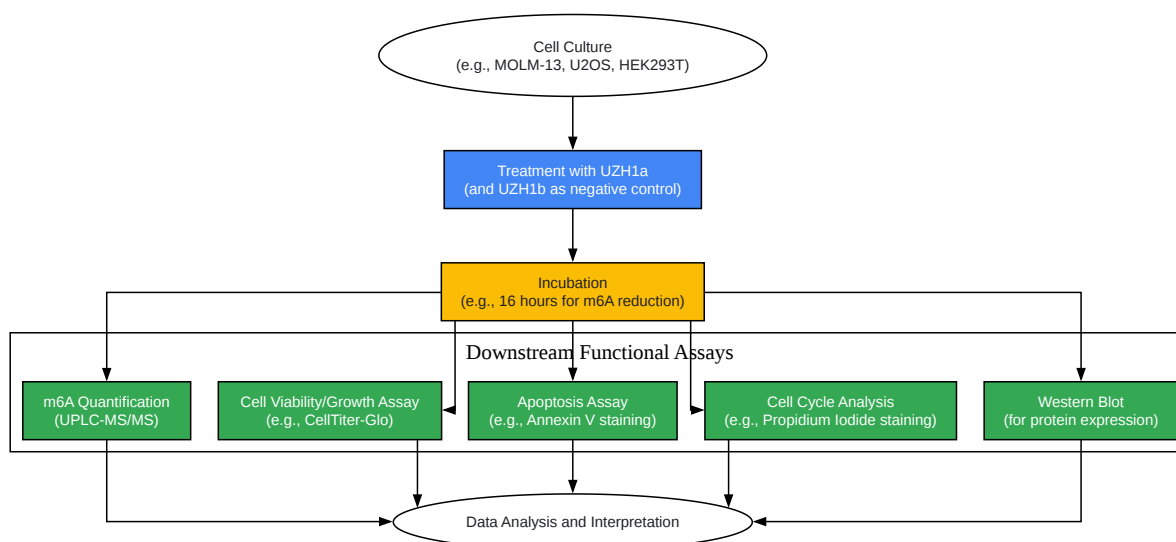 Cell Culture
(e.g., MOLM-13, U2OS, HEK293T)
Treatment with UZH1a
(and UZH1b as negative control)
Incubation
(e.g., 16 hours for m6A reduction)
Downstream Functional Assays
m6A Quantification
(UPLC-MS/MS)
Cell Viability/Growth Assay
(e.g., CellTiter-Glo)
Apoptosis Assay
(e.g., Annexin V staining)
Cell Cycle Analysis
(e.g., Propidium Iodide staining)
Western Blot
(for protein expression)
Data Analysis and Interpretation